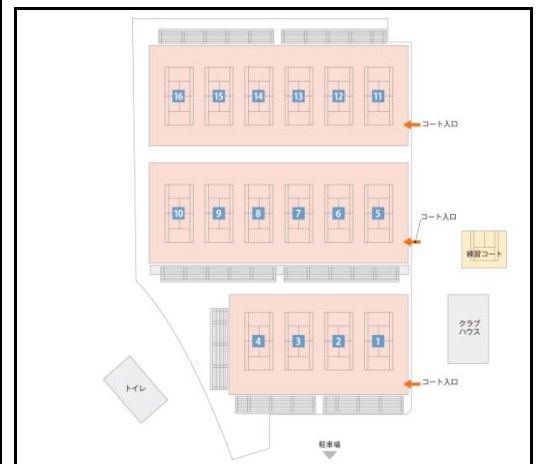 16 15 14 13 12 11
コート入口
10 9 8 7 6 5
コート入口
練習コート
4 3 2 1
クラブ
ハウス
トイレ
コート入口
駐車場